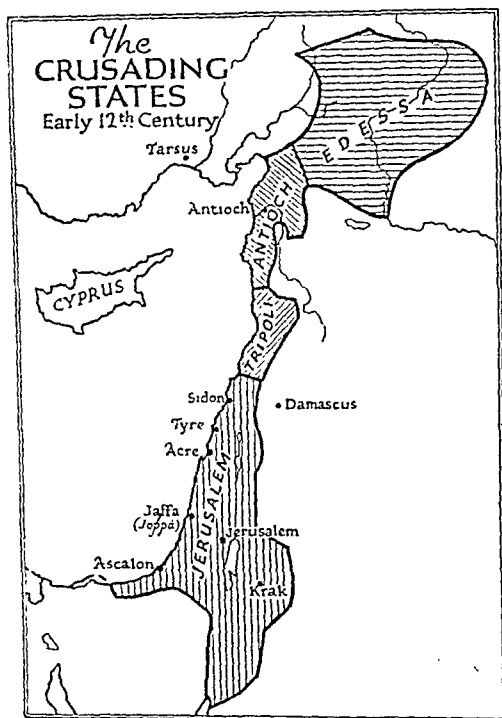 The
CRUSADING
STATES
Early 12th Century
Tarsus
EDESSA
Antioch
ANTIOCH
CYPRUS
TRIPOLI
Sidon
Damascus
Tyre
Acre
JERUSALEM
Jaffa
(Joppa)
Jerusalem
Ascalon
Krak